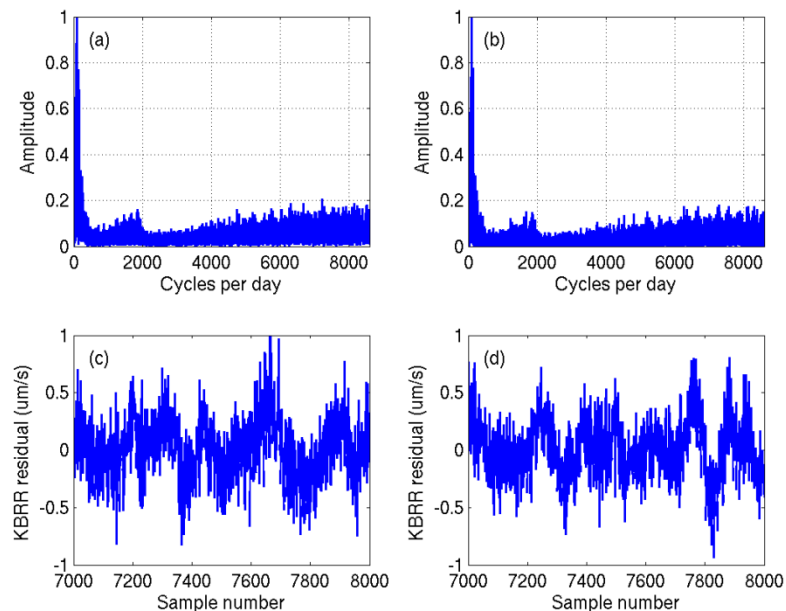 (a)
Amplitude
1
0.8
0.6
0.4
0.2
0
0 2000 4000 6000 8000
Cycles per day
(b)
Amplitude
1
0.8
0.6
0.4
0.2
0
0 2000 4000 6000 8000
Cycles per day
(c)
KBRR residual (um/s)
1
0.5
0
-0.5
-1
7000 7200 7400 7600 7800 8000
Sample number
(d)
KBRR residual (um/s)
1
0.5
0
-0.5
-1
7000 7200 7400 7600 7800 8000
Sample number